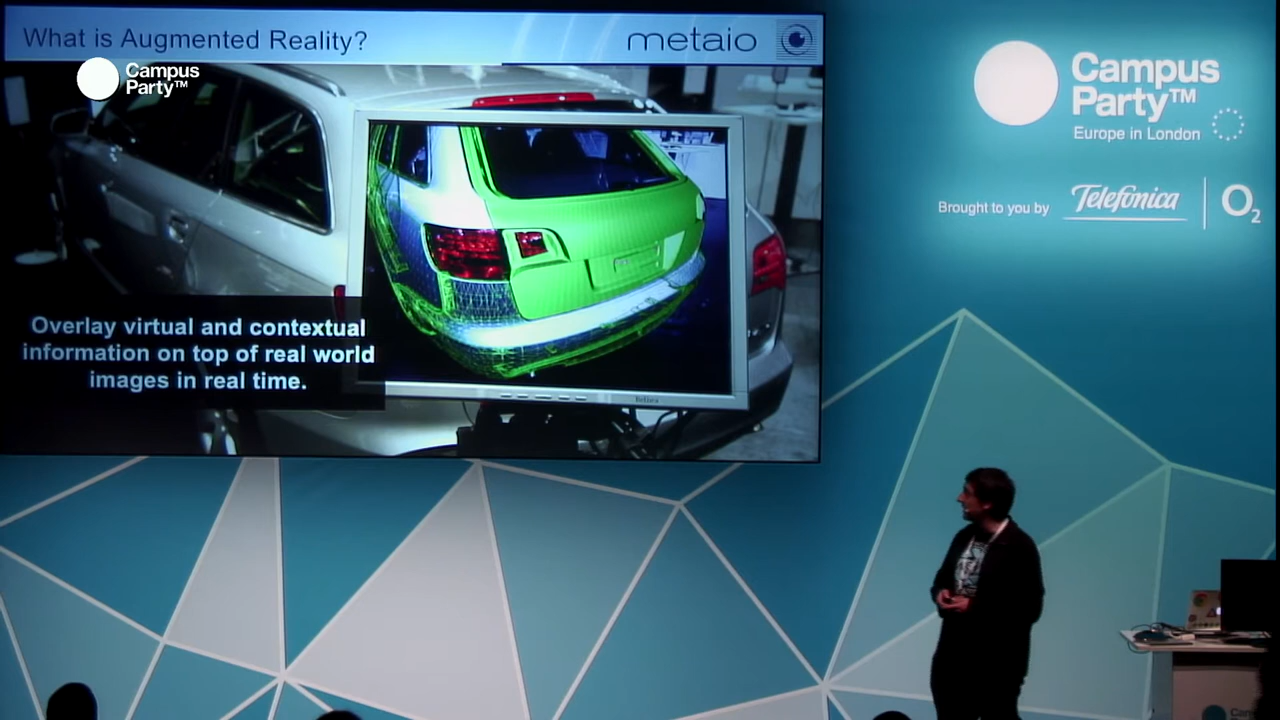 What is Augmented Reality?
metaio
Campus
Party™
Overlay virtual and contextual
information on top of real world
images in real time.
Campus
Party™
Europe in London
Brought to you by
Telefónica
O2